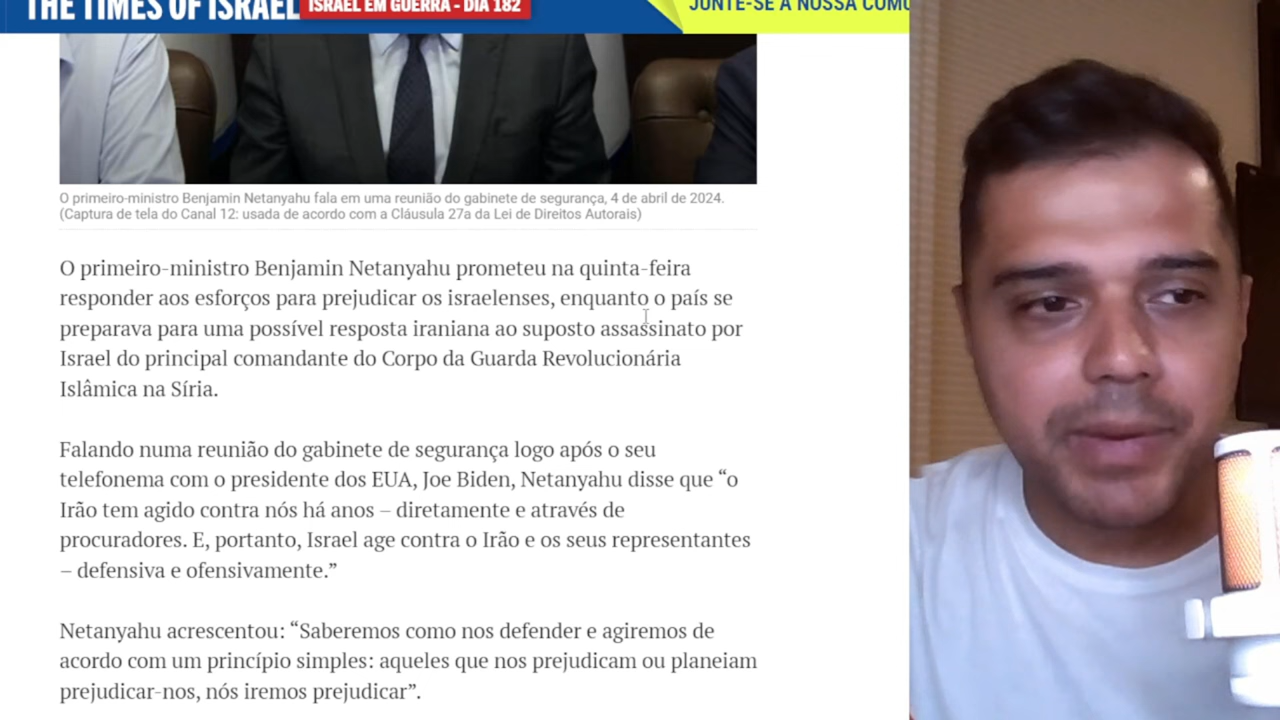 THE TIMES OF ISRAEL
ISRAEL EM GUERRA - DIA 182
JUNTE-SE À NOSSA
O primeiro-ministro Benjamin Netanyahu fala em uma reunião do gabinete de segurança, 4 de abril de 2024.
(Captura de tela do Canal 12: usada de acordo com a Cláusula 27a da Lei de Direitos Autorais)
O primeiro-ministro Benjamin Netanyahu prometeu na quinta-feira
responder aos esforços para prejudicar os israelenses, enquanto o país se
preparava para uma possível resposta iraniana ao suposto assassinato por
Israel do principal comandante do Corpo da Guarda Revolucionária
Islâmica na Síria.
Falando numa reunião do gabinete de segurança logo após o seu
telefonema com o presidente dos EUA, Joe Biden, Netanyahu disse que “o
Irão tem agido contra nós há anos – diretamente e através de
procuradores. E, portanto, Israel age contra o Irão e os seus representantes
– defensiva e ofensivamente.”
Netanyahu acrescentou: “Saberemos como nos defender e agiremos de
acordo com um princípio simples: aqueles que nos prejudicam ou planeiam
prejudicar-nos, nós iremos prejudicar”.